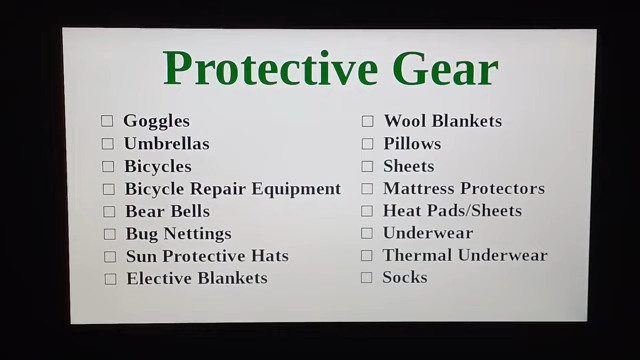 Protective Gear
☐ Goggles
☐ Umbrellas
☐ Bicycles
☐ Bicycle Repair Equipment
☐ Bear Bells
☐ Bug Nettings
☐ Sun Protective Hats
☐ Elective Blankets
☐ Wool Blankets
☐ Pillows
☐ Sheets
☐ Mattress Protectors
☐ Heat Pads/Sheets
☐ Underwear
☐ Thermal Underwear
☐ Socks